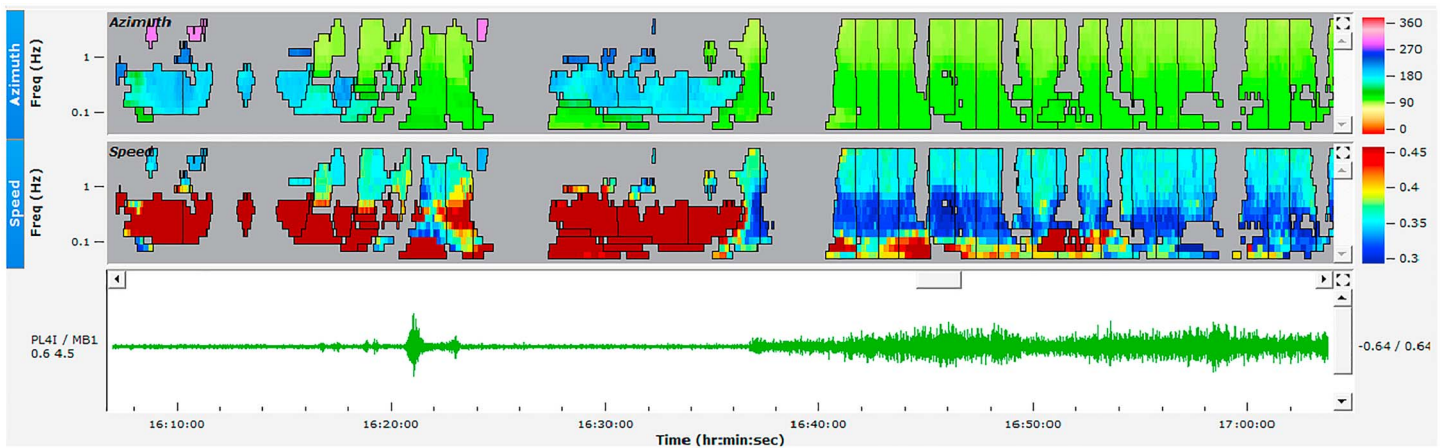 Azimuth
Freq (Hz)
1
0.1
Azimuth
360
270
180
90
0
Speed
Freq (Hz)
1
0.1
Speed
0.45
0.4
0.35
0.3
PL4I / MB1
0.6 4.5
-0.64 / 0.64
16:10:00 16:20:00 16:30:00 16:40:00 16:50:00 17:00:00
Time (hr:min:sec)